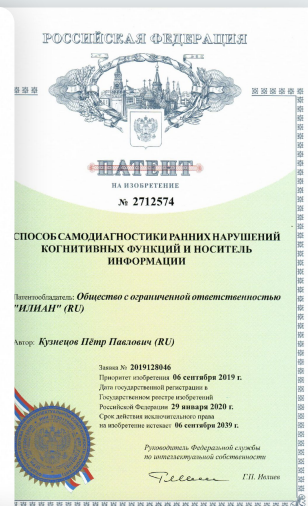 РОССИЙСКАЯ ФЕДЕРАЦИЯ
ПАТЕНТ
НА ИЗОБРЕТЕНИЕ
№ 2712574
СПОСОБ САМОДИАГНОСТИКИ РАННИХ НАРУШЕНИЙ
КОГНИТИВНЫХ ФУНКЦИЙ И НОСИТЕЛЬ
ИНФОРМАЦИИ
Патентообладатель: Общество с ограниченной ответственностью
"ИЛИАН" (RU)
Автор: Кузнецов Пётр Павлович (RU)
Заявка № 2019128046
Приоритет изобретения 06 сентября 2019 г.
Дата государственной регистрации в
Государственном реестре изобретений
Российской Федерации 29 января 2020 г.
Срок действия исключительного права
на изобретение истекает 06 сентября 2039 г.
Руководитель Федеральной службы
по интеллектуальной собственности
Г.П. Ивлиев